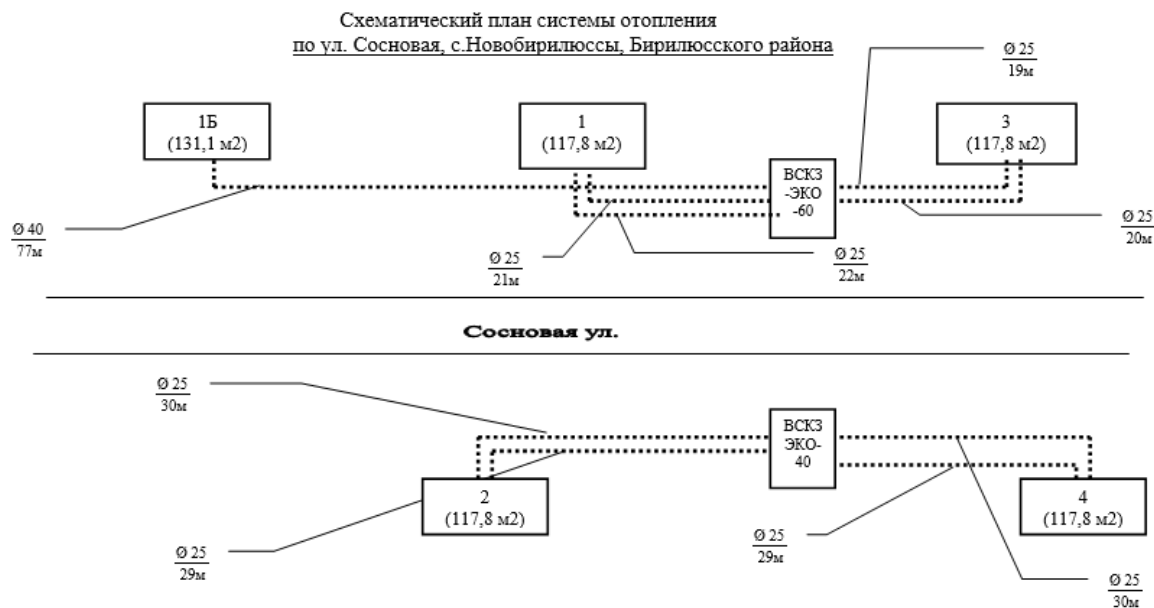 Схематический план системы отопления
по ул. Сосновая, с.Новобирилюссы, Бирилюсского района
Ø 25
19м
1Б
(131,1 м2)
1
(117,8 м2)
3
(117,8 м2)
ВСКЗ
-ЭКО
-60
Ø 40
77м
Ø 25
21м
Ø 25
22м
Ø 25
20м
Сосновая ул.
Ø 25
30м
ВСКЗ
ЭКО-
40
2
(117,8 м2)
4
(117,8 м2)
Ø 25
29м
Ø 25
29м
Ø 25
30м